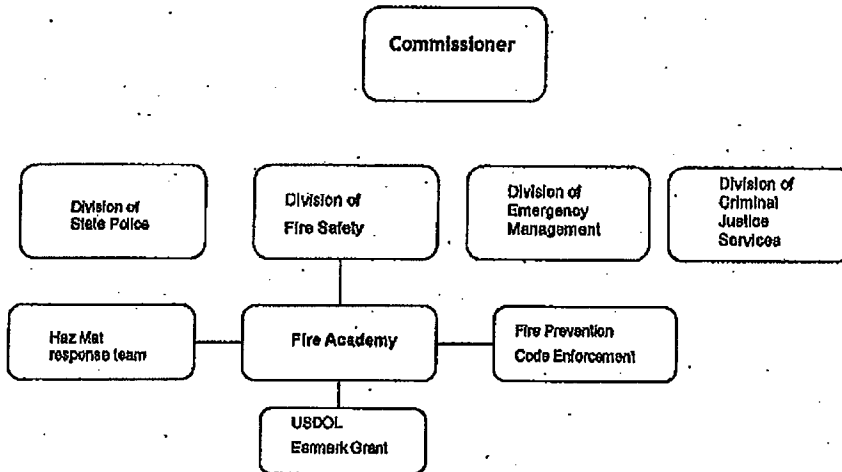 Commissioner
Division of
State Police
Division of
Fire Safety
Division of
Emergency
Management
Division of
Criminal
Justice
Services
Haz Mat
response team
Fire Academy
Fire Prevention
Code Enforcement
USDOL
Earmark Grant